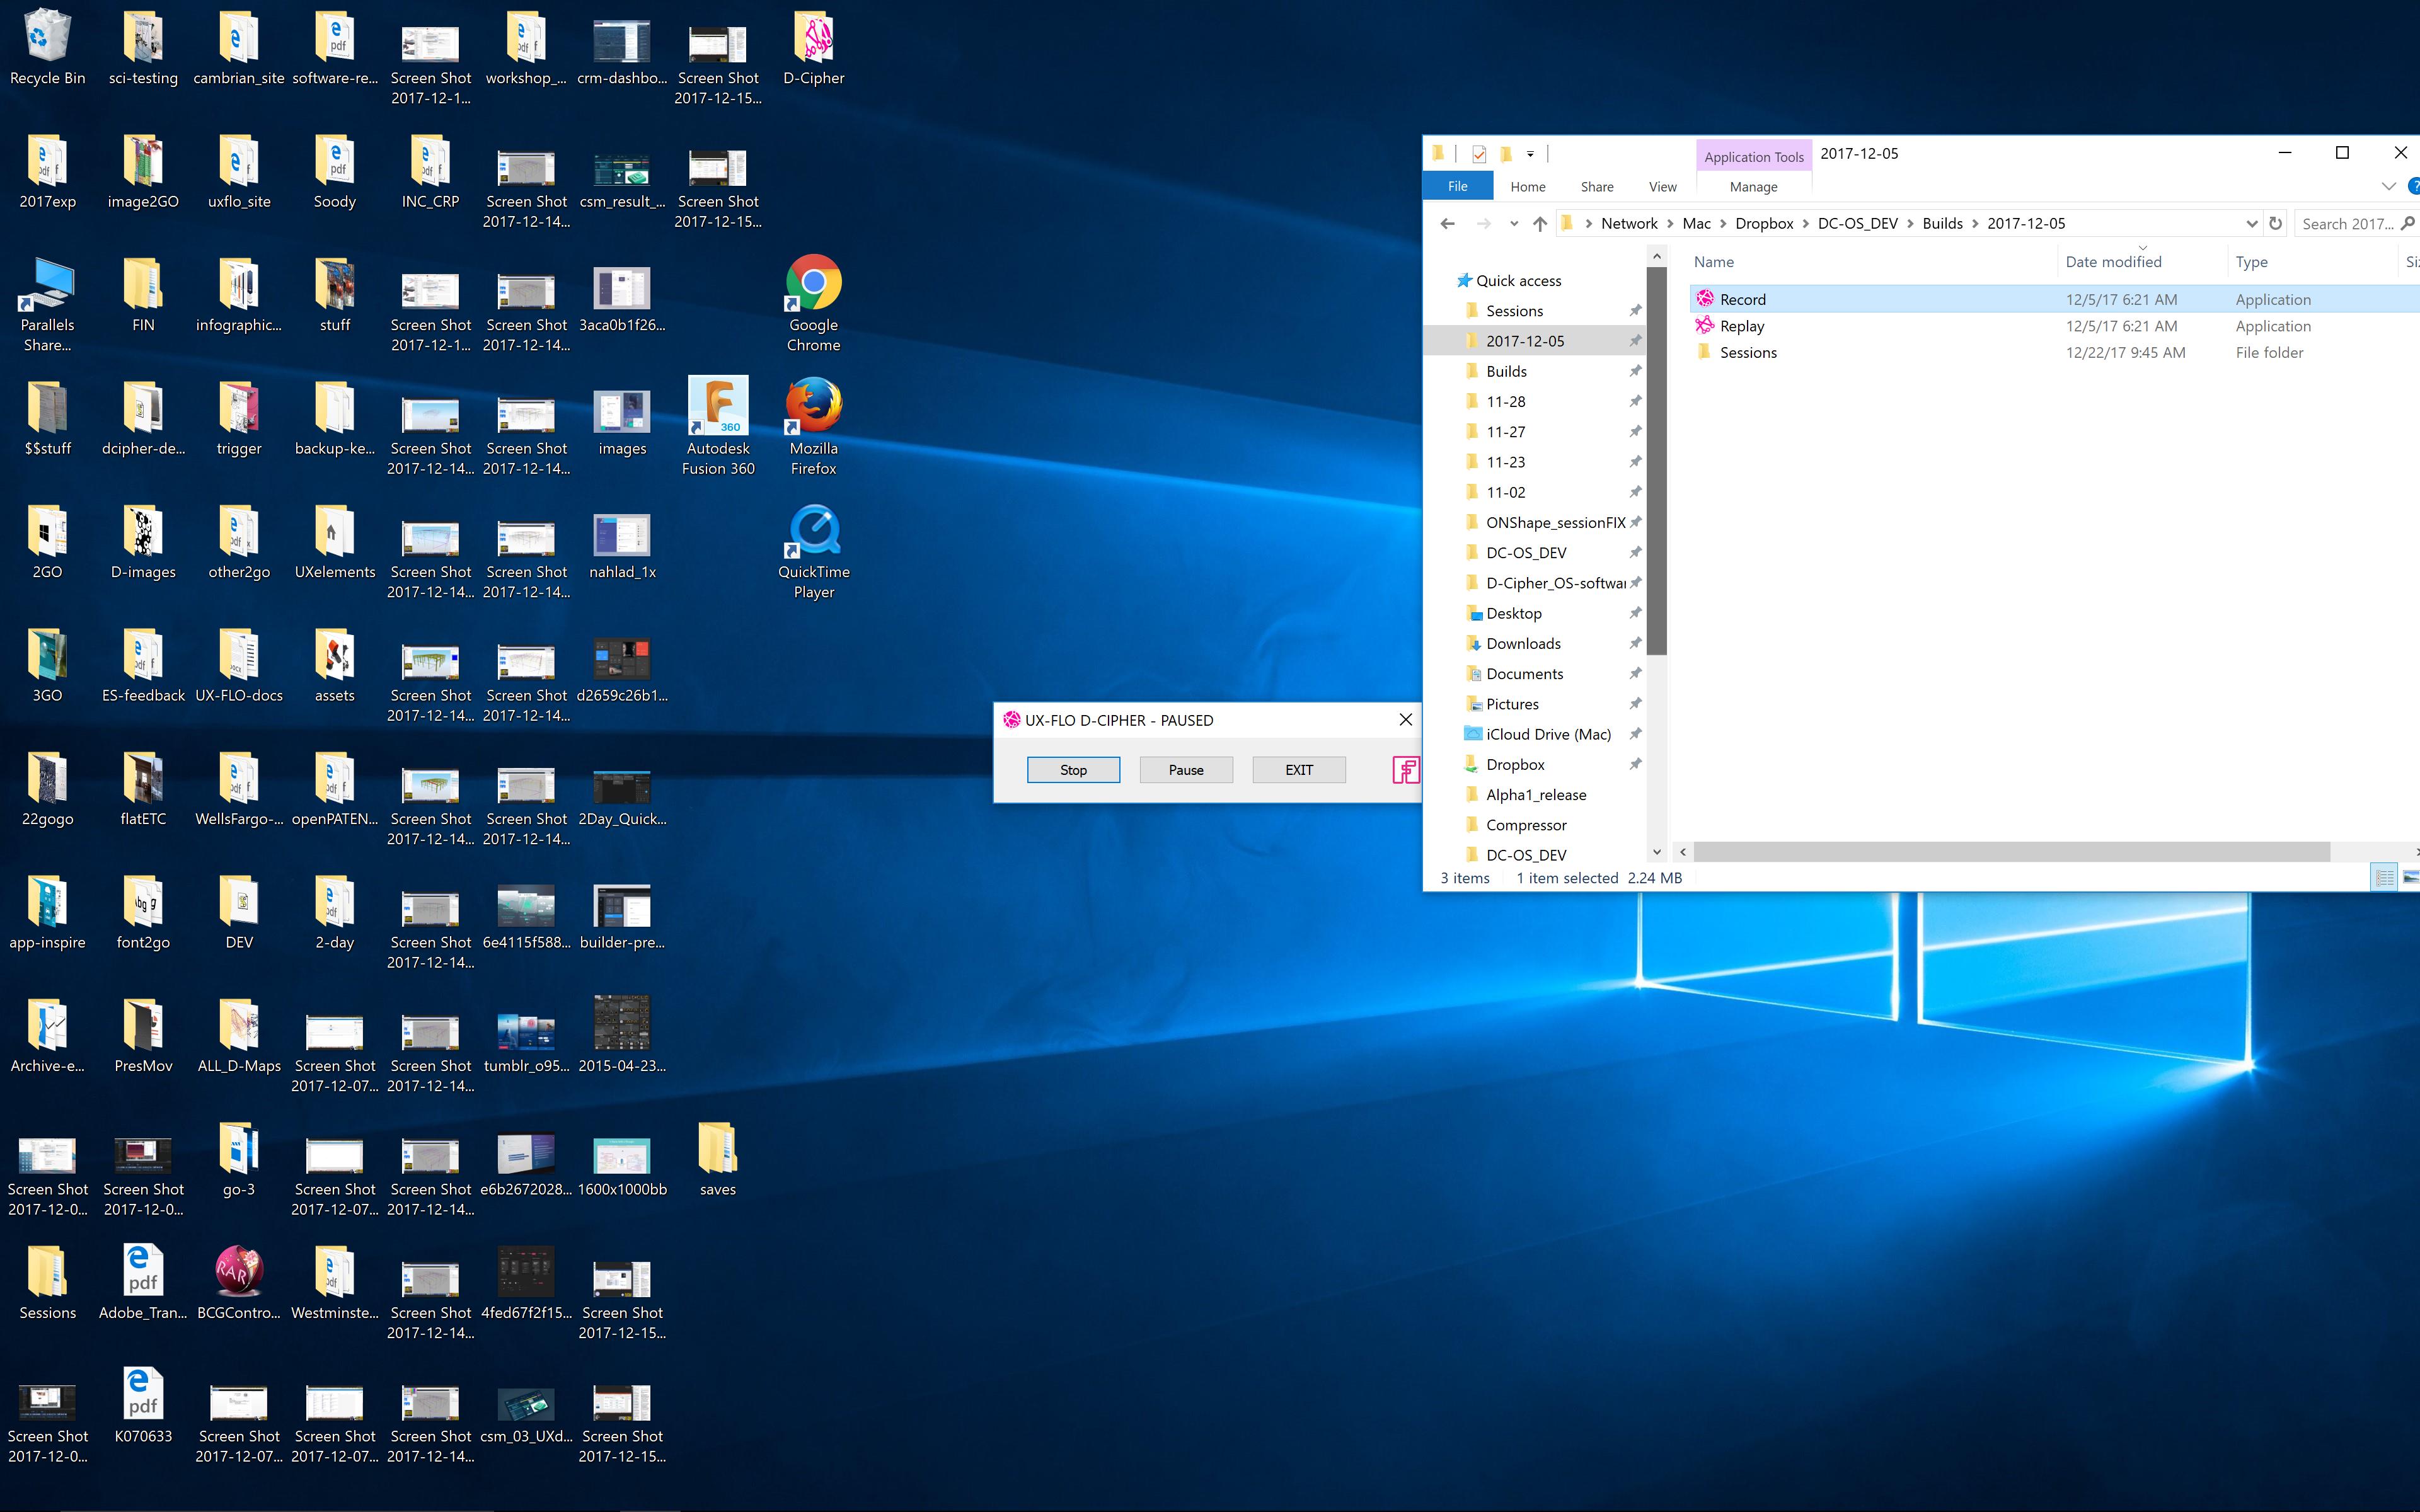 Recycle Bin
sci-testing
cambrian_site
software-re...
Screen Shot
2017-12-1...
workshop_...
crm-dashbo...
Screen Shot
2017-12-15...
D-Cipher
2017exp
image2GO
uxflo_site
Soody
INC_CRP
Screen Shot
2017-12-14...
csm_result_...
Screen Shot
2017-12-15...
Parallels
Share...
FIN
infographic...
stuff
Screen Shot
2017-12-1...
Screen Shot
2017-12-14...
3aca0b1f26...
Google
Chrome
$$stuff
dcipher-de...
trigger
backup-ke...
Screen Shot
2017-12-14...
Screen Shot
2017-12-14...
images
360
Autodesk
Fusion 360
Mozilla
Firefox
2GO
D-images
other2go
UXelements
Screen Shot
2017-12-14...
Screen Shot
2017-12-14...
nahlad_1x
QuickTime
Player
3GO
ES-feedback
UX-FLO-docs
assets
Screen Shot
2017-12-14...
Screen Shot
2017-12-14...
d2659c26b1...
22gogo
flatETC
WellsFargo-...
openPATEN...
Screen Shot
2017-12-14...
Screen Shot
2017-12-14...
2Day_Quick...
app-inspire
font2go
DEV
2-day
Screen Shot
2017-12-14...
6e4115f588...
builder-pre...
Archive-e...
PresMov
ALL_D-Maps
Screen Shot
2017-12-07...
Screen Shot
2017-12-14...
tumblr_o95...
2015-04-23...
Screen Shot
2017-12-0...
Screen Shot
2017-12-0...
go-3
Screen Shot
2017-12-07...
Screen Shot
2017-12-14...
e6b2672028...
1600x1000bb
saves
Sessions
pdf
Adobe_Tran...
RAR
BCGContro...
Westminste...
Screen Shot
2017-12-14...
4fed67f2f15...
Screen Shot
2017-12-15...
Screen Shot
2017-12-0...
pdf
K070633
Screen Shot
2017-12-07...
Screen Shot
2017-12-07...
Screen Shot
2017-12-14...
csm_03_UXd...
Screen Shot
2017-12-15...
UX-FLO D-CIPHER - PAUSED
Stop Pause EXIT
Application Tools 2017-12-05
File Home Share View Manage
Network > Mac > Dropbox > DC-OS_DEV > Builds > 2017-12-05
Search 2017...
Name Date modified Type Si
Record 12/5/17 6:21 AM Application
Replay 12/5/17 6:21 AM Application
Sessions 12/22/17 9:45 AM File folder
Quick access
Sessions
2017-12-05
Builds
11-28
11-27
11-23
11-02
ONShape_sessionFIX
DC-OS_DEV
D-Cipher_OS-softwa
Desktop
Downloads
Documents
Pictures
iCloud Drive (Mac)
Dropbox
Alpha1_release
Compressor
DC-OS_DEV
3 items 1 item selected 2.24 MB